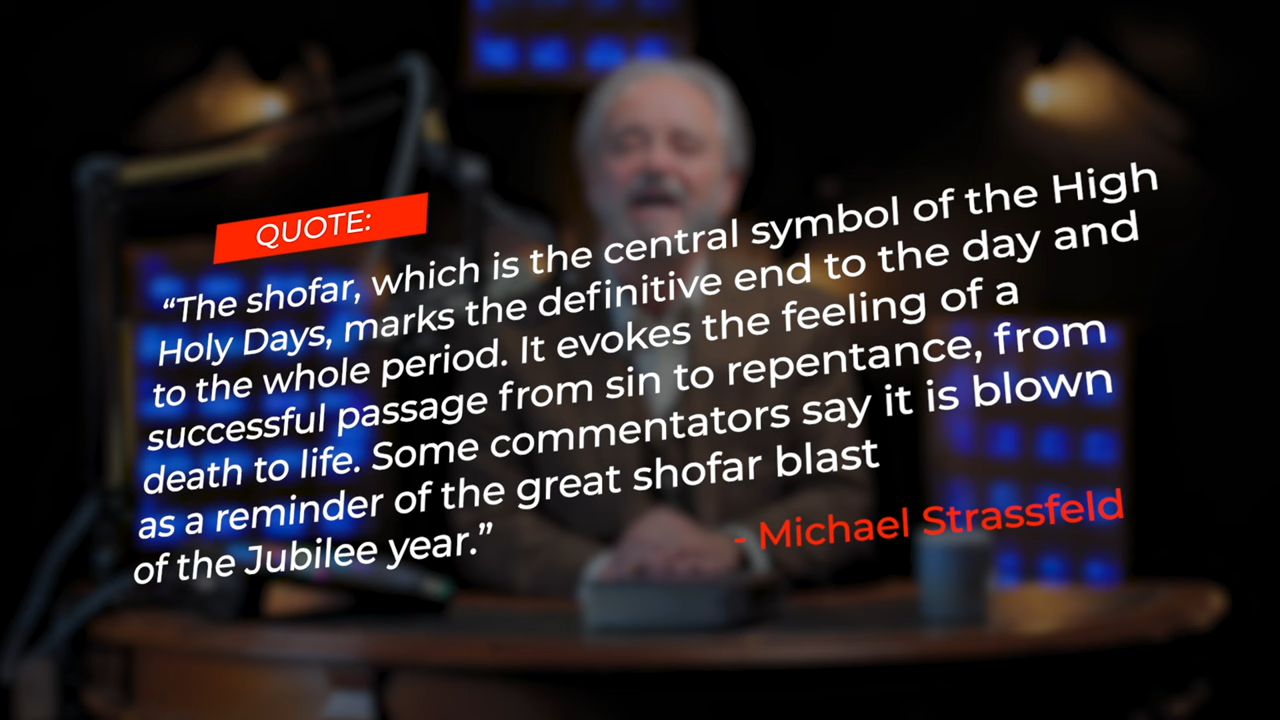 QUOTE:
“The shofar, which is the central symbol of the High
Holy Days, marks the definitive end to the day and
to the whole period. It evokes the feeling of a
successful passage from sin to repentance, from
death to life. Some commentators say it is blown
as a reminder of the great shofar blast
of the Jubilee year.”
- Michael Strassfeld